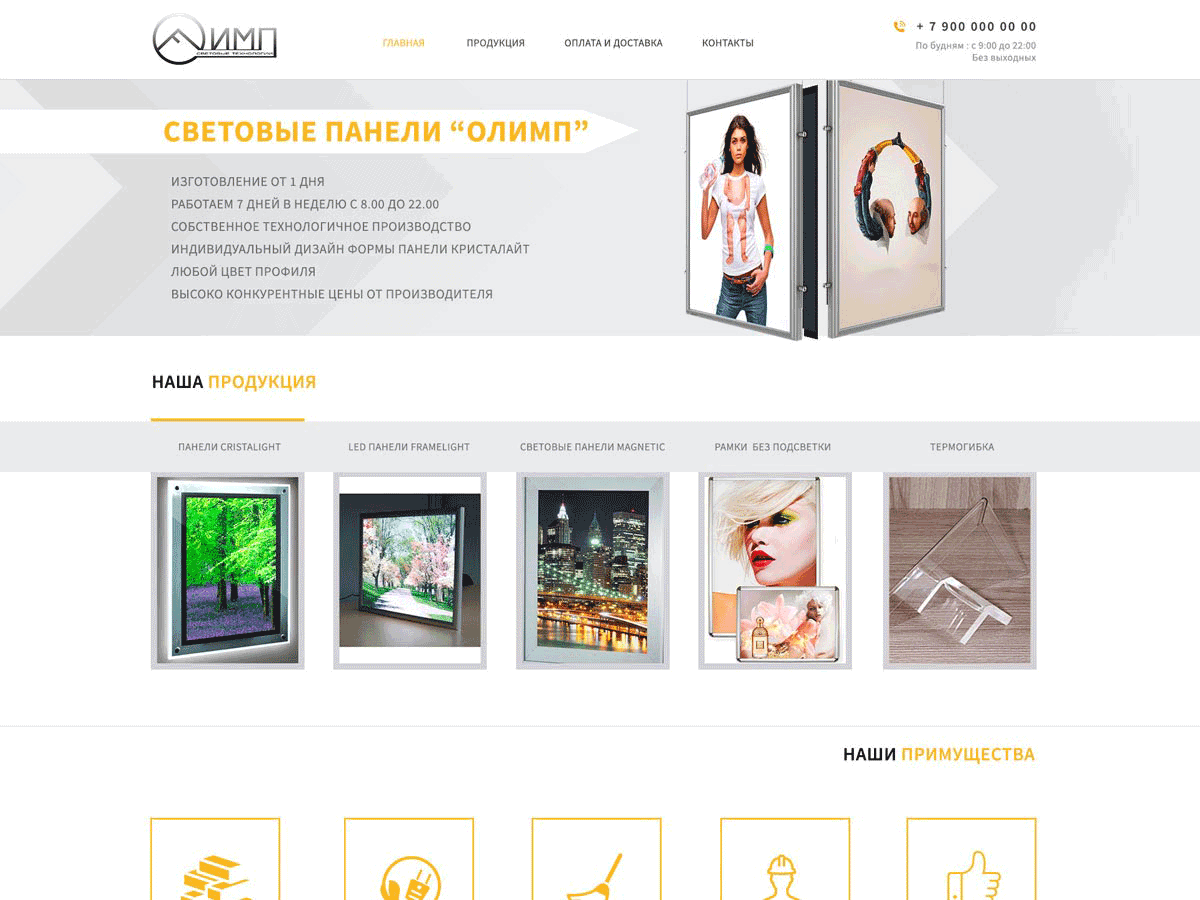 ОЛИМП
СВЕТОВЫЕ ТЕХНОЛОГИИ
ГЛАВНАЯ
ПРОДУКЦИЯ
ОПЛАТА И ДОСТАВКА
КОНТАКТЫ
+ 7 900 000 00 00
По будням : с 9:00 до 22:00
Без выходных
СВЕТОВЫЕ ПАНЕЛИ “ОЛИМП”
ИЗГОТОВЛЕНИЕ ОТ 1 ДНЯ
РАБОТАЕМ 7 ДНЕЙ В НЕДЕЛЮ С 8.00 ДО 22.00
СОБСТВЕННОЕ ТЕХНОЛОГИЧНОЕ ПРОИЗВОДСТВО
ИНДИВИДУАЛЬНЫЙ ДИЗАЙН ФОРМЫ ПАНЕЛИ КРИСТАЛАЙТ
ЛЮБОЙ ЦВЕТ ПРОФИЛЯ
ВЫСОКО КОНКУРЕНТНЫЕ ЦЕНЫ ОТ ПРОИЗВОДИТЕЛЯ
НАША ПРОДУКЦИЯ
ПАНЕЛИ CRISTALIGHT
LED ПАНЕЛИ FRAMELIGHT
СВЕТОВЫЕ ПАНЕЛИ MAGNETIC
РАМКИ БЕЗ ПОДСВЕТКИ
ТЕРМОГИБКА
НАШИ ПРИМУЩЕСТВА